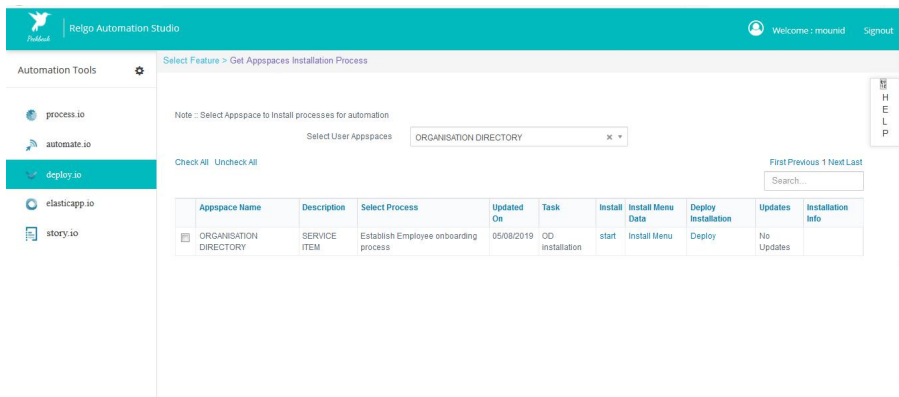 Relgo Automation Studio
Welcome : mounid Signout
Automation Tools
Select Feature > Get Appspaces Installation Process
process.io
automate.io
deploy.io
elasticapp.io
story.io
H
E
L
P
Note :: Select Appspace to Install processes for automation
Select User Appspaces ORGANISATION DIRECTORY
Check All Uncheck All
First Previous 1 Next Last
Search...
Appspace Name Description Select Process Updated On Task Install Install Menu Data Deploy Installation Updates Installation Info
ORGANISATION DIRECTORY SERVICE ITEM Establish Employee onboarding process 05/08/2019 OD installation start Install Menu Deploy No Updates